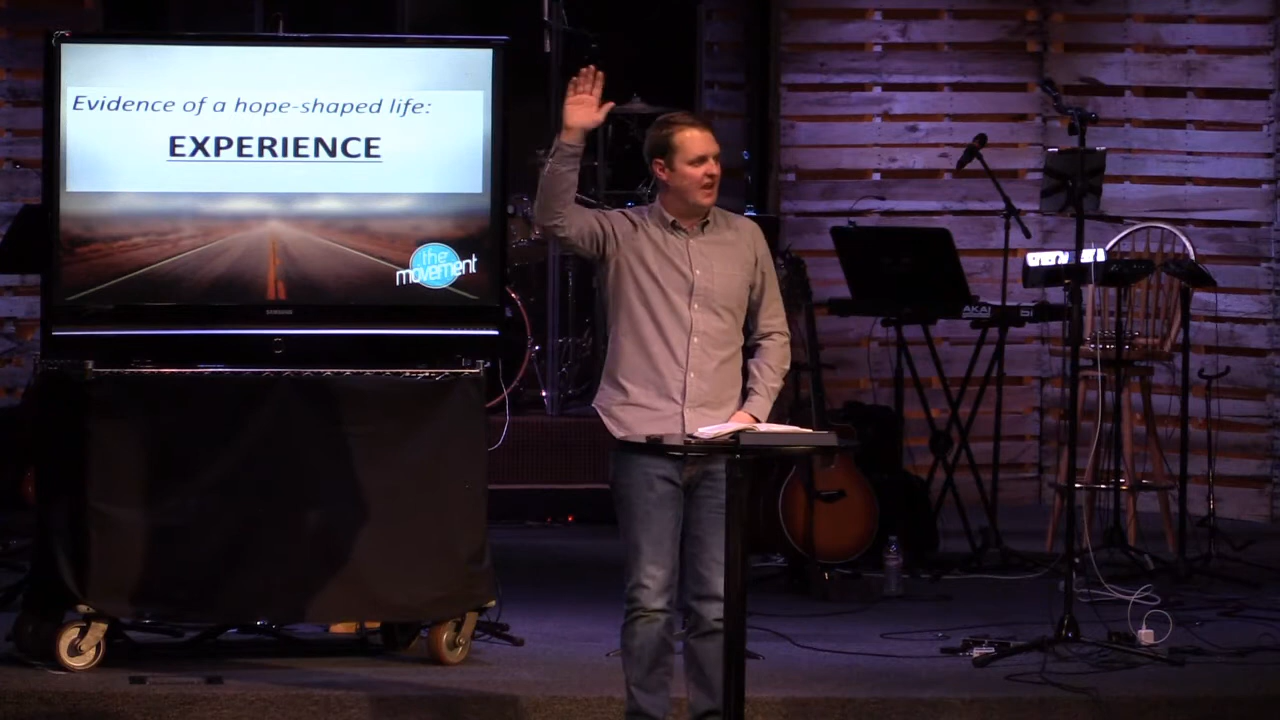 Evidence of a hope-shaped life:
EXPERIENCE
the
movement
SAMSUNG
AKAI